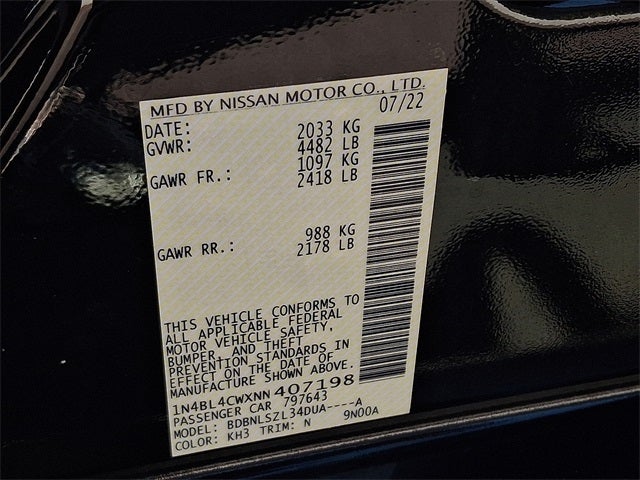 MFD BY NISSAN MOTOR CO., LTD.
DATE: 07/22
GVWR: 2033 KG
4482 LB
GAWR FR.: 1097 KG
2418 LB
GAWR RR.: 988 KG
2178 LB
THIS VEHICLE CONFORMS TO
ALL APPLICABLE FEDERAL
MOTOR VEHICLE SAFETY,
BUMPER, AND THEFT
PREVENTION STANDARDS IN
EFFECT ON THE DATE OF
MANUFACTURE SHOWN ABOVE.
1N4BL4CWXNN407198
PASSENGER CAR 797643
MODEL: BDBNLSZL34DUA----A
COLOR: KH3 TRIM: N 9N00A